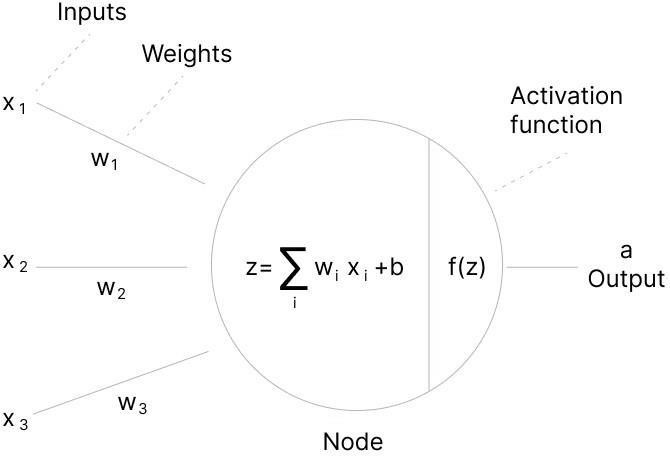 Inputs
Weights
x₁
w₁
Activation
function
x₂
w₂
z= ∑ᵢ wᵢ xᵢ +b
f(z)
a
Output
x₃
w₃
Node